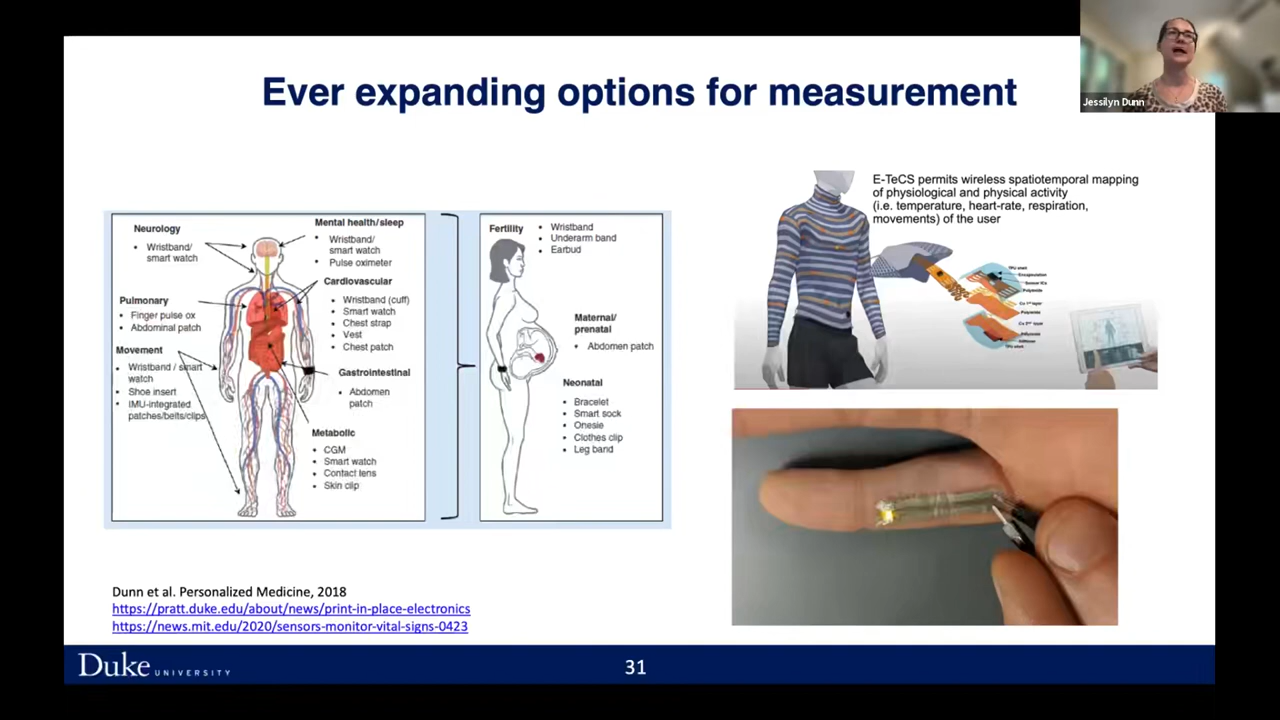 Ever expanding options for measurement
Jessilyn Dunn
Neurology
• Wristband/
smart watch
Pulmonary
• Finger pulse ox
• Abdominal patch
Movement
• Wristband / smart
watch
• Shoe insert
• IMU-integrated
patches/belts/clips
Mental health/sleep
• Wristband/
smart watch
• Pulse oximeter
Cardiovascular
• Wristband (cuff)
• Smart watch
• Chest strap
• Vest
• Chest patch
Gastrointestinal
• Abdomen
patch
Metabolic
• CGM
• Smart watch
• Contact lens
• Skin clip
Fertility
• Wristband
• Underarm band
• Earbud
Maternal/
prenatal
• Abdomen patch
Neonatal
• Bracelet
• Smart sock
• Onesie
• Clothes clip
• Leg band
E-TeCS permits wireless spatiotemporal mapping
of physiological and physical activity
(i.e. temperature, heart-rate, respiration,
movements) of the user
Encapsulation
Sensor ICs
Polyimide
Polyimide
Polyimide
Dunn et al. Personalized Medicine, 2018
https://pratt.duke.edu/about/news/print-in-place-electronics
https://news.mit.edu/2020/sensors-monitor-vital-signs-0423
Duke UNIVERSITY
31